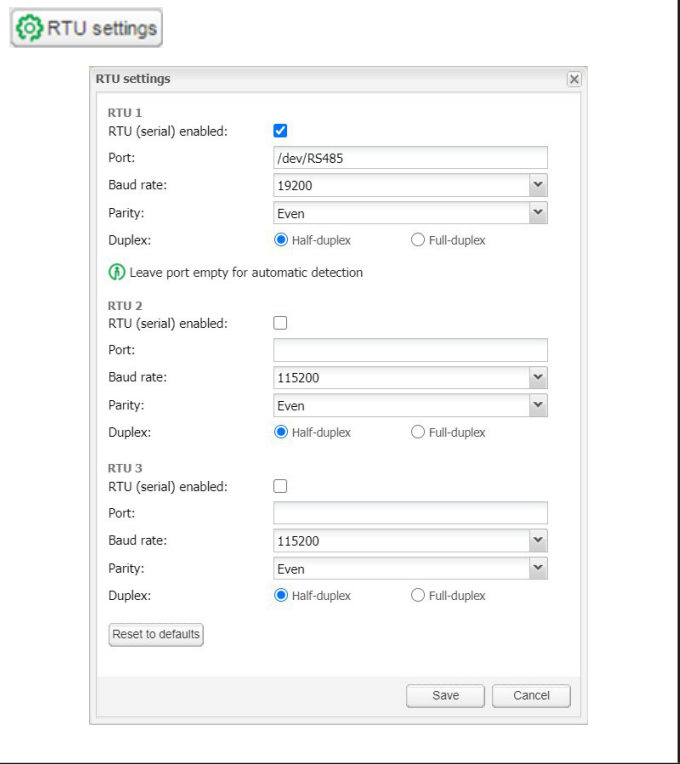 RTU settings
RTU settings
RTU 1
RTU (serial) enabled:
Port: /dev/RS485
Baud rate: 19200
Parity: Even
Duplex: Half-duplex Full-duplex
Leave port empty for automatic detection
RTU 2
RTU (serial) enabled:
Port:
Baud rate: 115200
Parity: Even
Duplex: Half-duplex Full-duplex
RTU 3
RTU (serial) enabled:
Port:
Baud rate: 115200
Parity: Even
Duplex: Half-duplex Full-duplex
Reset to defaults
Save Cancel